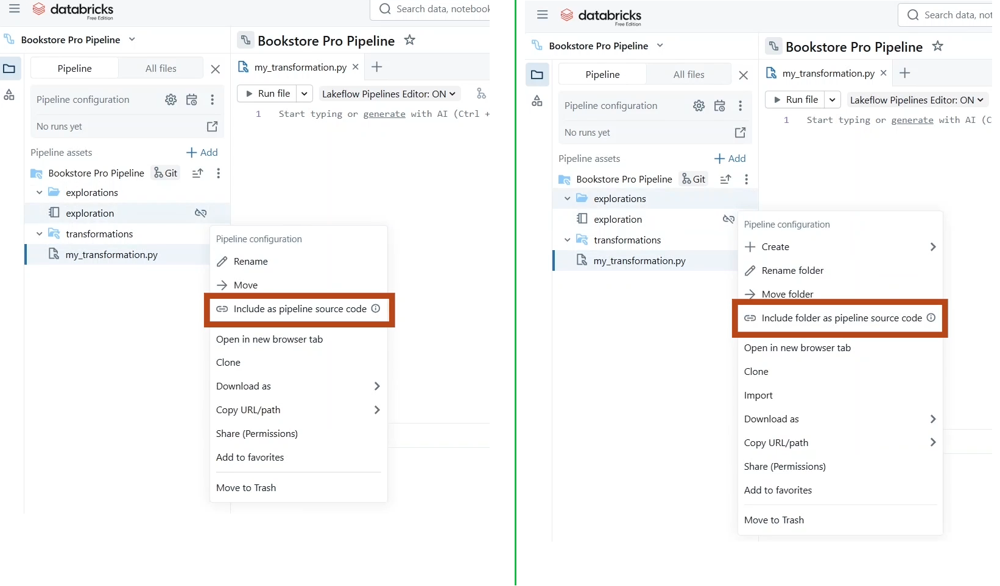 databricks
Free Edition
Search data, notebook
Bookstore Pro Pipeline
Bookstore Pro Pipeline
Pipeline
All files
my_transformation.py
Pipeline configuration
Run file
Lakeflow Pipelines Editor: ON
1 Start typing or generate with AI (Ctrl +
No runs yet
Pipeline assets
Add
Bookstore Pro Pipeline
Git
explorations
exploration
transformations
my_transformation.py
Pipeline configuration
Rename
Move
Include as pipeline source code
Open in new browser tab
Clone
Download as
Copy URL/path
Share (Permissions)
Add to favorites
Move to Trash
databricks
Free Edition
Search data, not
Bookstore Pro Pipeline
Bookstore Pro Pipeline
Pipeline
All files
my_transformation.py
Pipeline configuration
Run file
Lakeflow Pipelines Editor: ON
1 Start typing or generate with AI (C
No runs yet
Pipeline assets
Add
Bookstore Pro Pipeline
Git
explorations
exploration
transformations
my_transformation.py
Pipeline configuration
Create
Rename folder
Move folder
Include folder as pipeline source code
Open in new browser tab
Clone
Import
Download as
Copy URL/path
Share (Permissions)
Add to favorites
Move to Trash